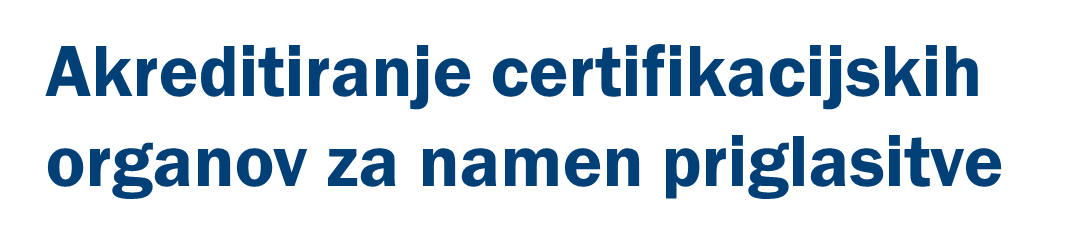 Akreditiranje certifikacijskih
organov za namen priglasitve